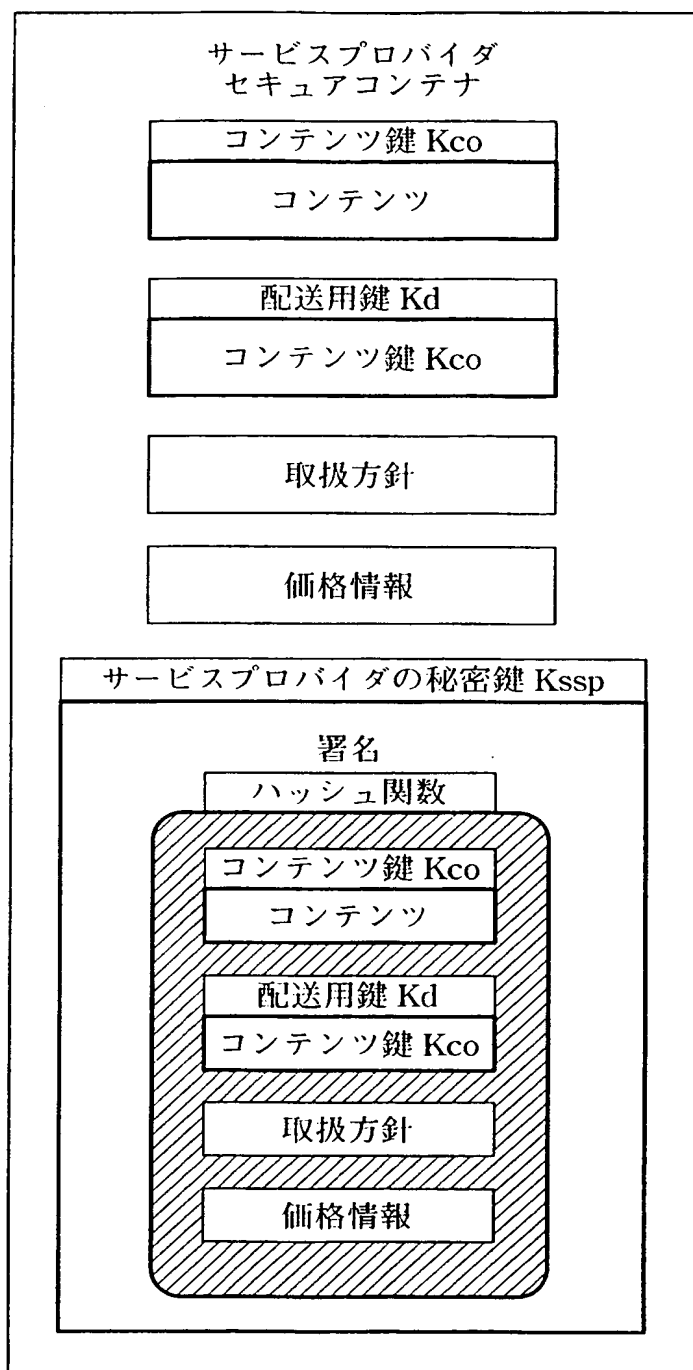 サービスプロバイダ
セキュアコンテナ
コンテンツ鍵 Kco
コンテンツ
配送用鍵 Kd
コンテンツ鍵 Kco
取扱方針
価格情報
サービスプロバイダの秘密鍵 Kssp
署名
ハッシュ関数
コンテンツ鍵 Kco
コンテンツ
配送用鍵 Kd
コンテンツ鍵 Kco
取扱方針
価格情報